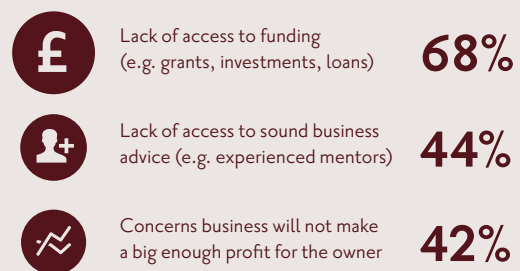 £
Lack of access to funding
(e.g. grants, investments, loans)
68%
Lack of access to sound business
advice (e.g. experienced mentors)
44%
Concerns business will not make
a big enough profit for the owner
42%